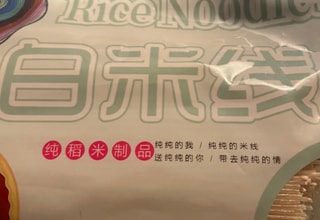 Rice Noodles
白米线
纯稻米制品
纯纯的我 / 纯纯的米线
送纯纯的你 / 带去纯纯的情